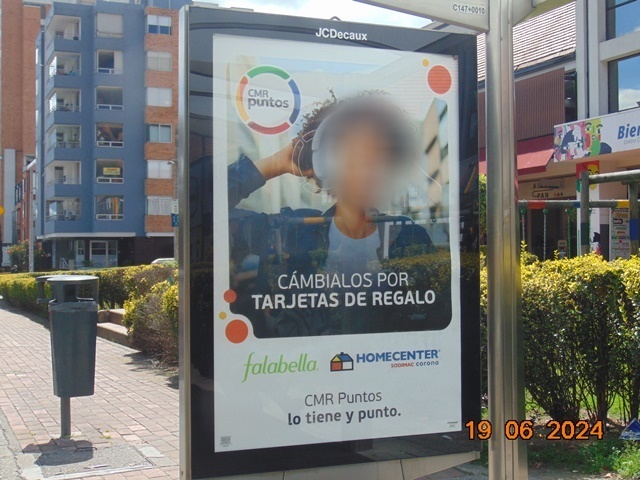 C147+0010
JCDecaux
CMR
puntos
Bien
CÁMBIALOS POR
TARJETAS DE REGALO
falabella.
HOMECENTER
SODIMAC corona
CMR Puntos
lo tiene y punto.
19 06 2024